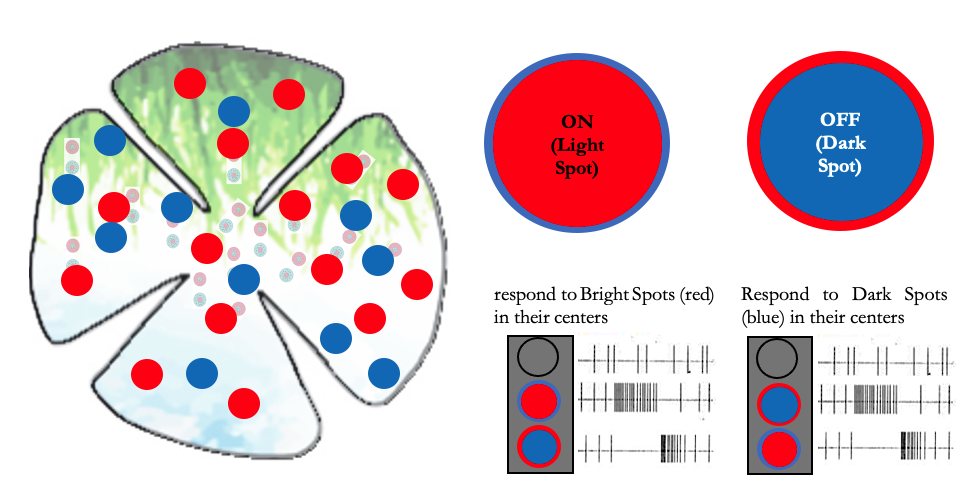 ON
(Light
Spot)
OFF
(Dark
Spot)
respond to Bright Spots (red)
in their centers
Respond to Dark Spots
(blue) in their centers